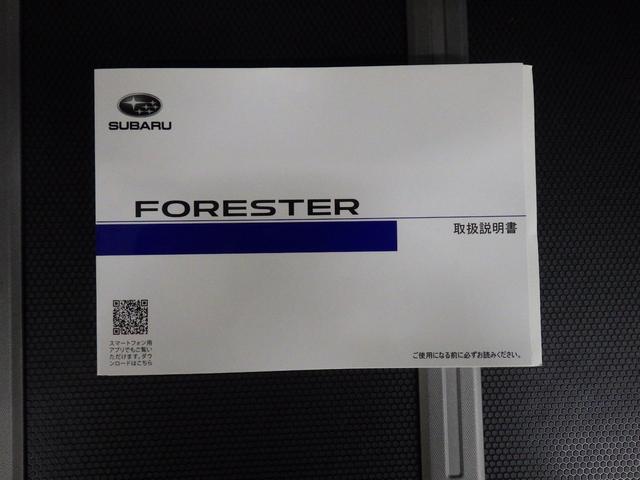 SUBARU
FORESTER
取扱説明書
スマートフォン用
アプリでもご覧い
ただけます。ダウ
ンロードはこちら
ご使用になる前に必ずお読みください。